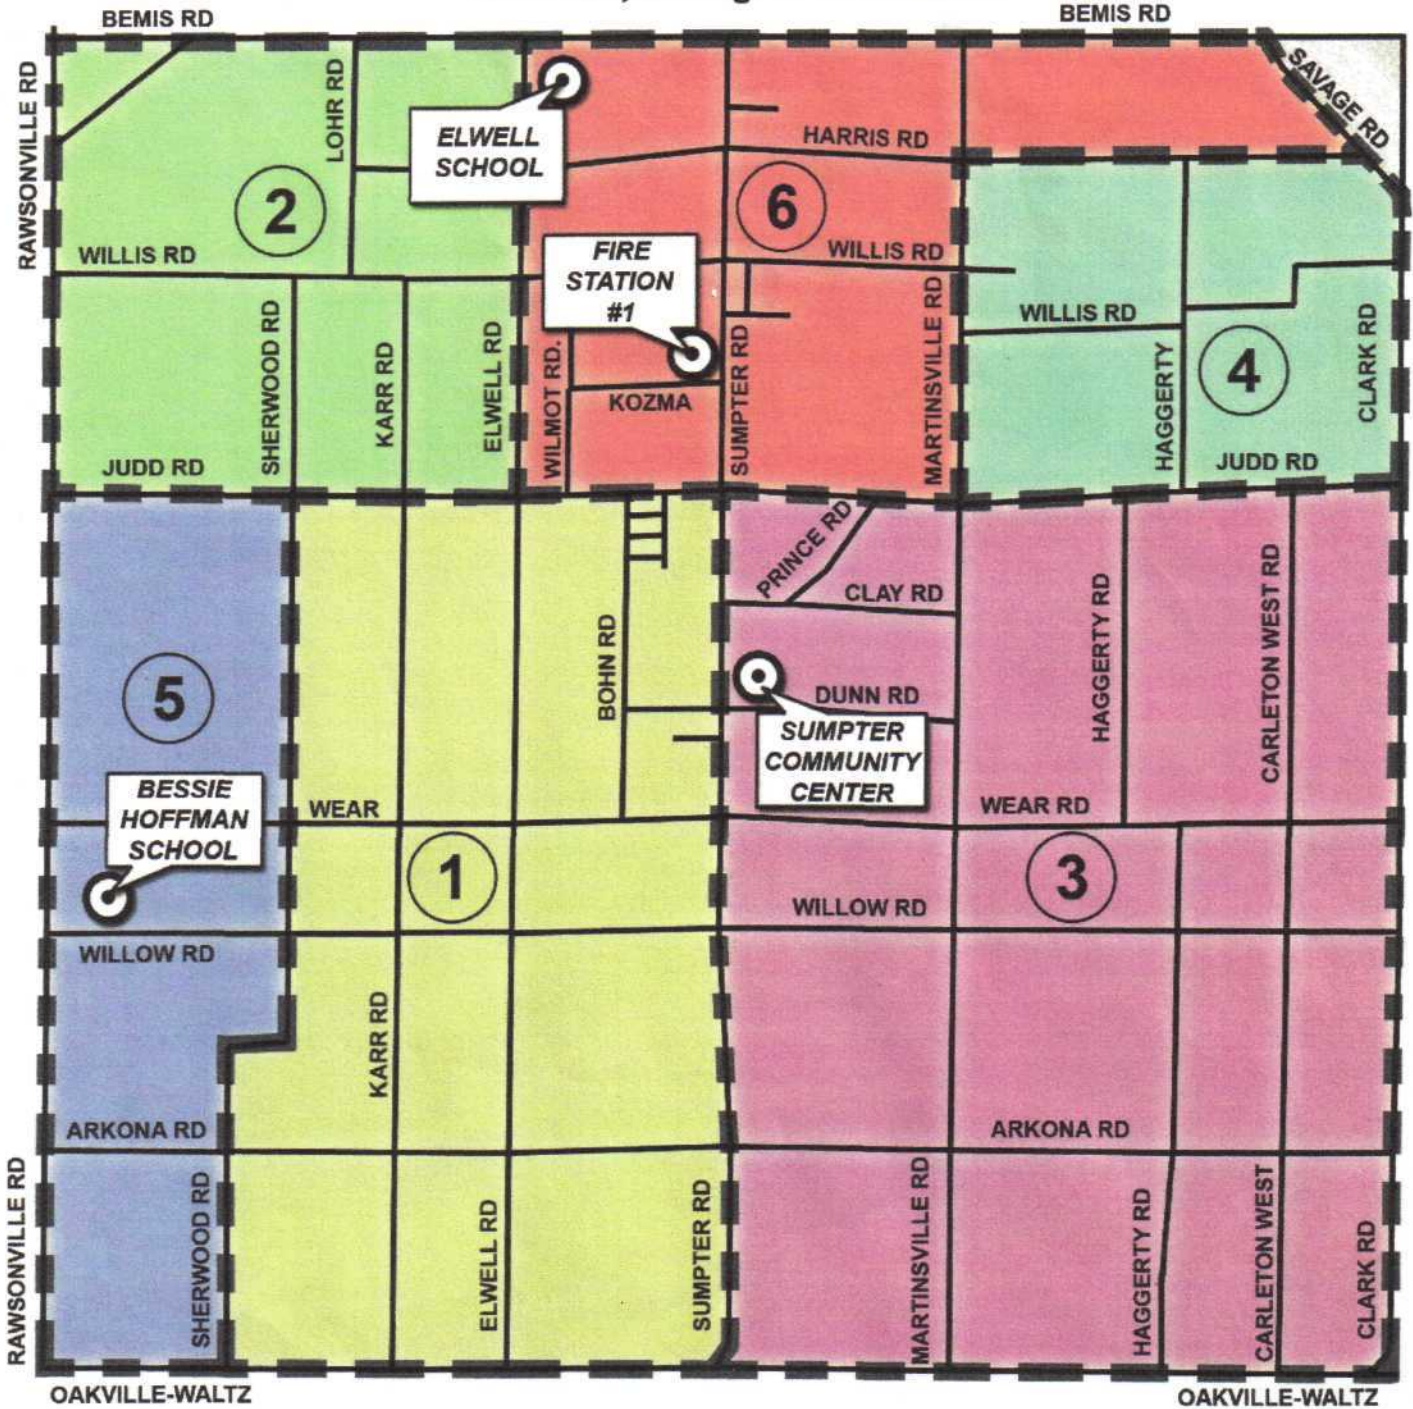 BEMIS RD
BEMIS RD
RAWSONVILLE RD
LOHR RD
SAVAGE RD
ELWELL
SCHOOL
HARRIS RD
2
6
WILLIS RD
FIRE
STATION
#1
WILLIS RD
WILLIS RD
SHERWOOD RD
KARR RD
ELWELL RD
WILMOT RD.
KOZMA
SUMPTER RD
MARTINSVILLE RD
HAGGERTY
4
CLARK RD
JUDD RD
JUDD RD
PRINCE RD
CLAY RD
BOHN RD
HAGGERTY RD
CARLETON WEST RD
5
DUNN RD
SUMPTER
COMMUNITY
CENTER
BESSIE
HOFFMAN
SCHOOL
WEAR
WEAR RD
1
3
WILLOW RD
WILLOW RD
KARR RD
ARKONA RD
ARKONA RD
RAWSONVILLE RD
SHERWOOD RD
ELWELL RD
SUMPTER RD
MARTINSVILLE RD
HAGGERTY RD
CARLETON WEST
CLARK RD
OAKVILLE-WALTZ
OAKVILLE-WALTZ